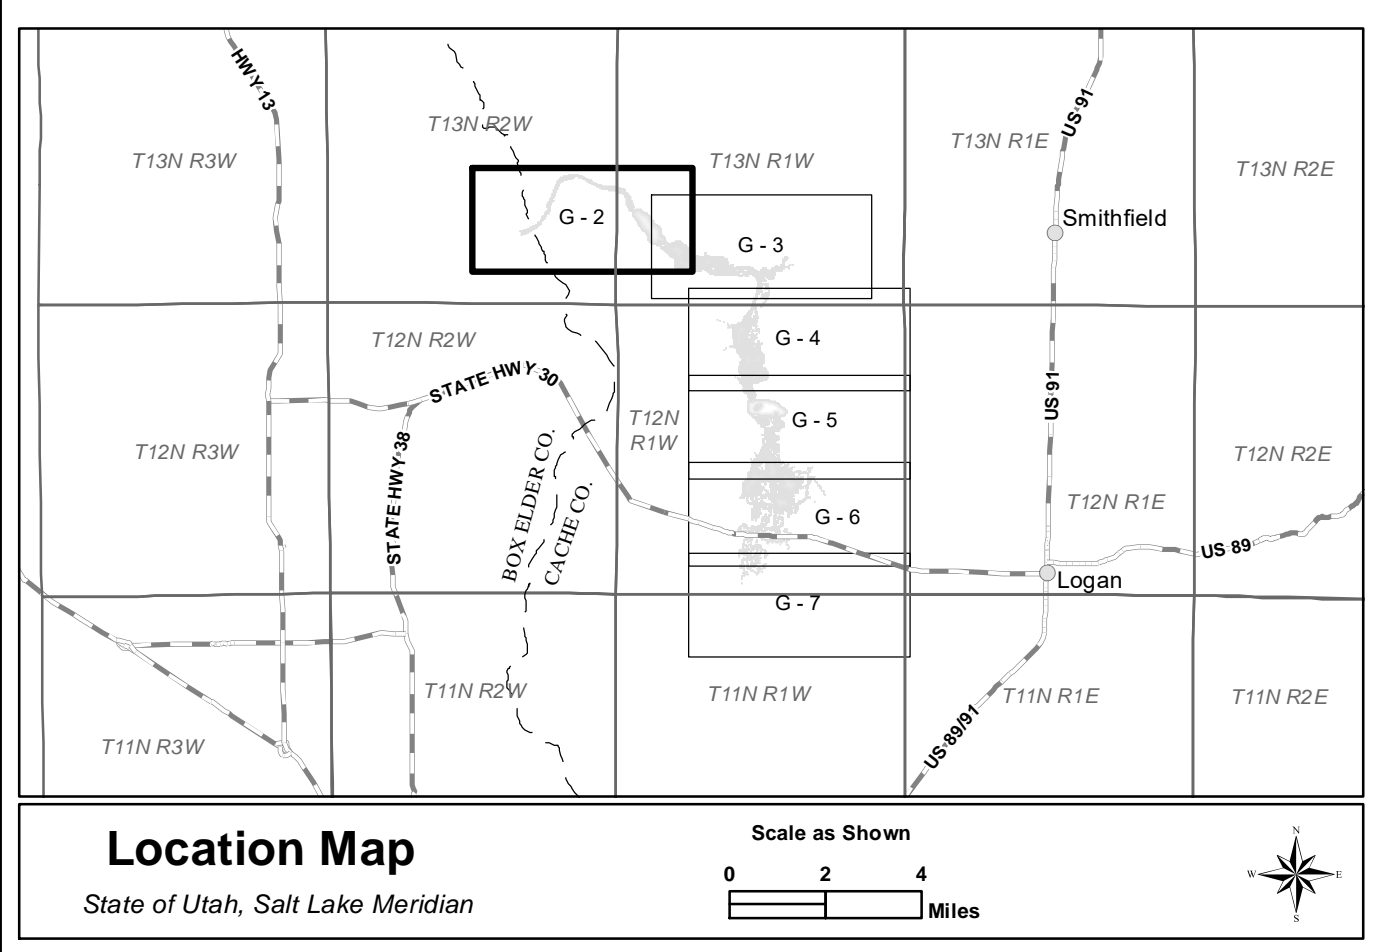 HWY 13
T13N R2W
T13N R3W
T13N R1W
T13N R1E
US 91
T13N R2E
Smithfield
G - 2
G - 3
T12N R2W
G - 4
STATE HWY 30
US 91
T12N
R1W
G - 5
T12N R3W
STATE HWY 38
BOX ELDER CO.
CACHE CO.
T12N R2E
T12N R1E
G - 6
US 89
Logan
G - 7
T11N R2W
T11N R1W
T11N R1E
T11N R2E
T11N R3W
US 89/91
Location Map
State of Utah, Salt Lake Meridian
Scale as Shown
0 2 4
Miles
N
W E
S